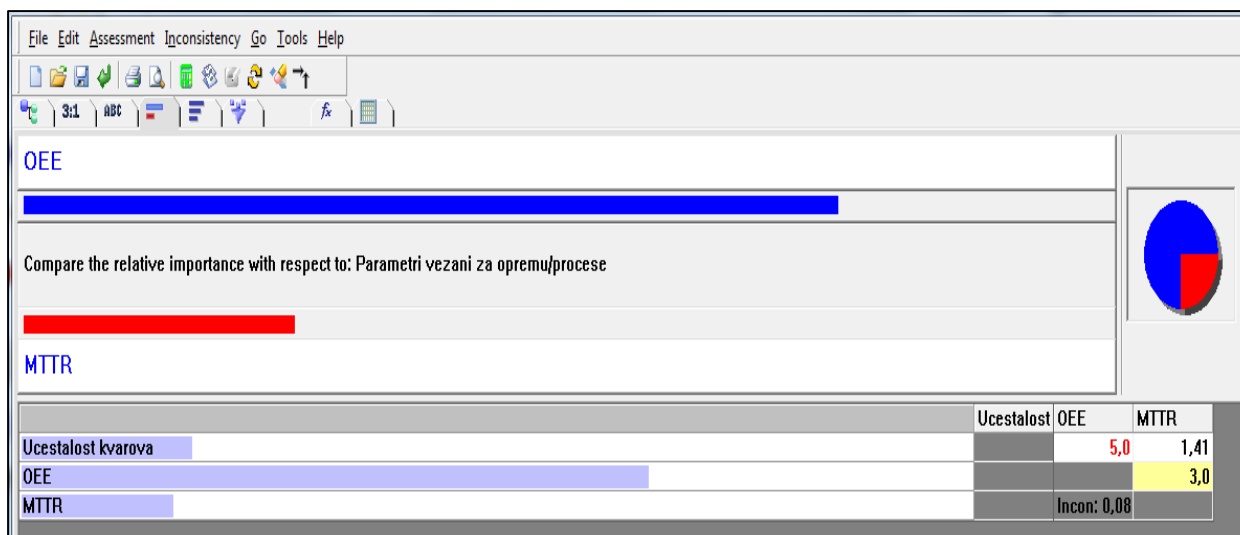 File Edit Assessment Inconsistency Go Tools Help
3:1 ABC fx
OEE
Compare the relative importance with respect to: Parametri vezani za opremu/procese
MTTR
Ucestalost OEE MTTR
Ucestalost kvarova 5,0 1,41
OEE 3,0
MTTR Incon: 0,08